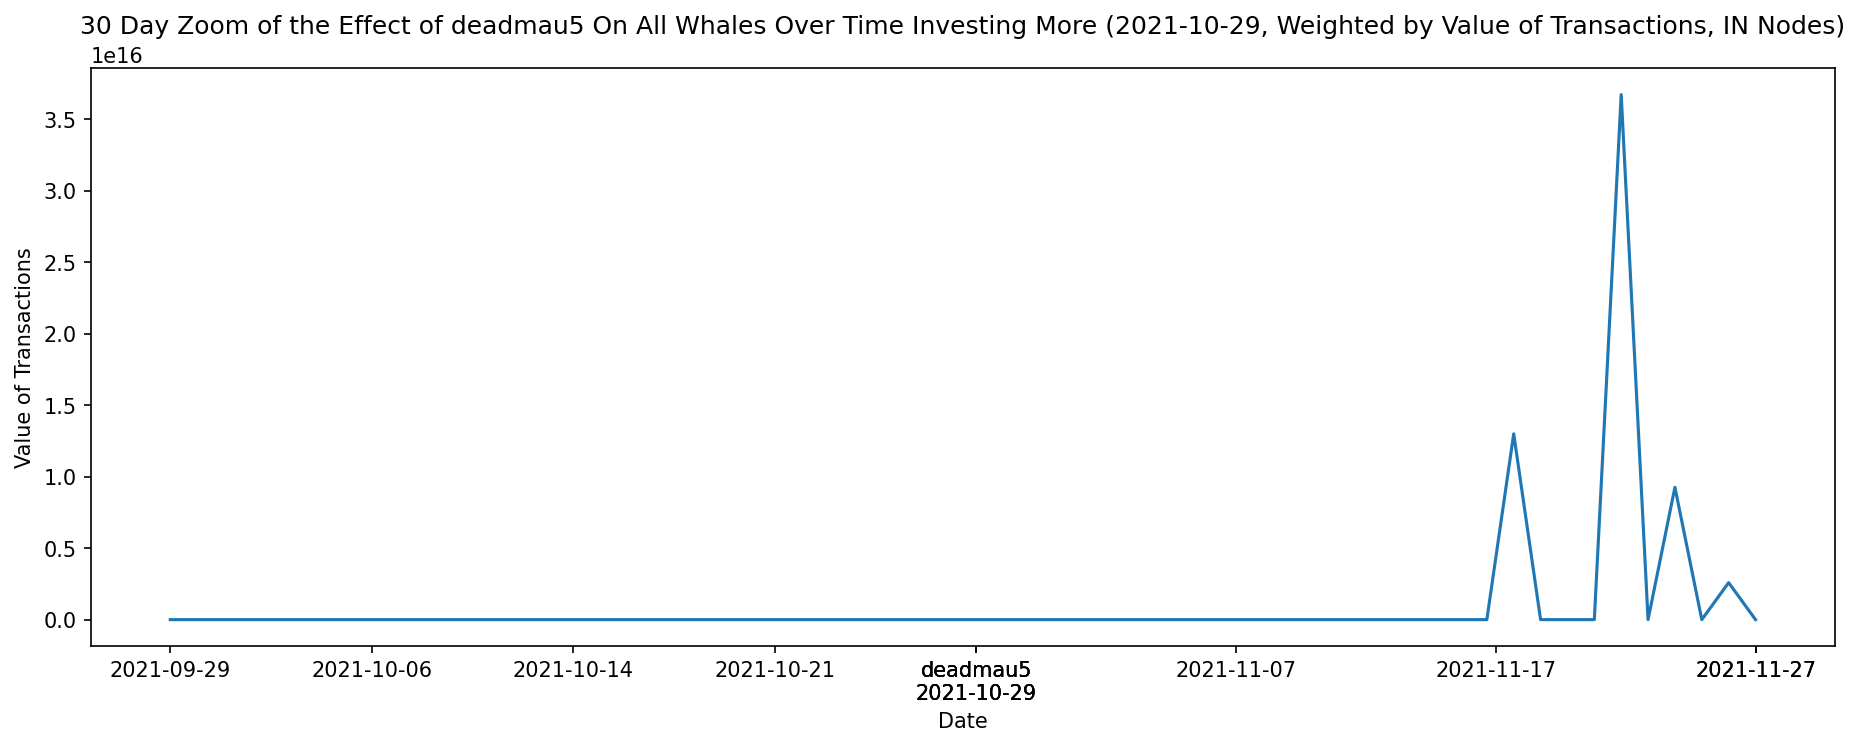 30 Day Zoom of the Effect of deadmau5 On All Whales Over Time Investing More (2021-10-29, Weighted by Value of Transactions, IN Nodes)
1e16
3.5
3.0
2.5
2.0
1.5
1.0
0.5
0.0
Value of Transactions
2021-09-29 2021-10-06 2021-10-14 2021-10-21 deadmau5 2021-11-07 2021-11-17 2021-11-27
2021-10-29
Date